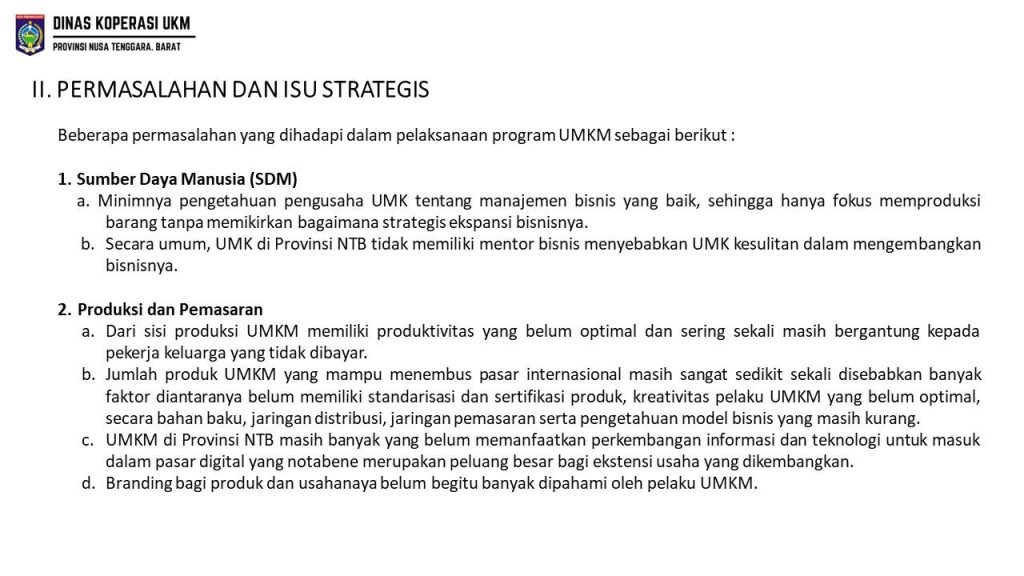 DINAS KOPERASI UKM
PROVINSI NUSA TENGGARA. BARAT
II. PERMASALAHAN DAN ISU STRATEGIS
Beberapa permasalahan yang dihadapi dalam pelaksanaan program UMKM sebagai berikut :
1. Sumber Daya Manusia (SDM)
a. Minimnya pengetahuan pengusaha UMK tentang manajemen bisnis yang baik, sehingga hanya fokus memproduksi
barang tanpa memikirkan bagaimana strategis ekspansi bisnisnya.
b. Secara umum, UMK di Provinsi NTB tidak memiliki mentor bisnis menyebabkan UMK kesulitan dalam mengembangkan
bisnisnya.
2. Produksi dan Pemasaran
a. Dari sisi produksi UMKM memiliki produktivitas yang belum optimal dan sering sekali masih bergantung kepada
pekerja keluarga yang tidak dibayar.
b. Jumlah produk UMKM yang mampu menembus pasar internasional masih sangat sedikit sekali disebabkan banyak
faktor diantaranya belum memiliki standarisasi dan sertifikasi produk, kreativitas pelaku UMKM yang belum optimal,
secara bahan baku, jaringan distribusi, jaringan pemasaran serta pengetahuan model bisnis yang masih kurang.
c. UMKM di Provinsi NTB masih banyak yang belum memanfaatkan perkembangan informasi dan teknologi untuk masuk
dalam pasar digital yang notabene merupakan peluang besar bagi ekstensi usaha yang dikembangkan.
d. Branding bagi produk dan usahanaya belum begitu banyak dipahami oleh pelaku UMKM.